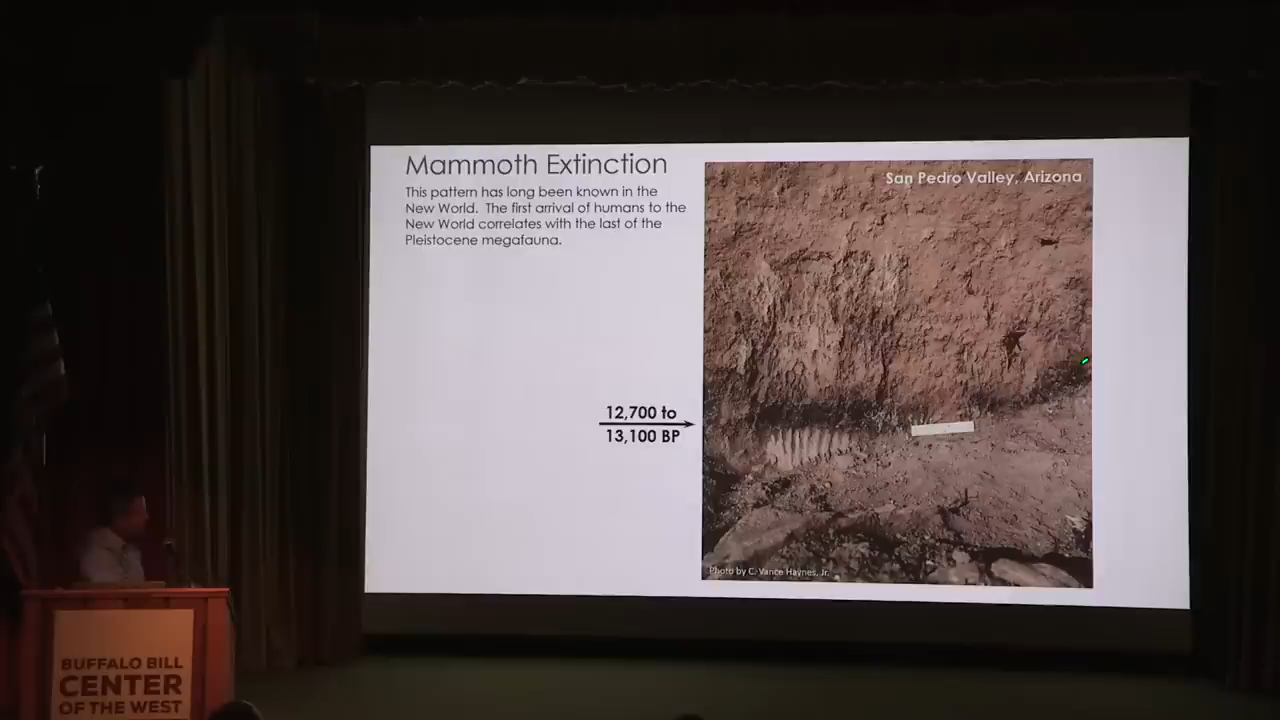 Mammoth Extinction
This pattern has long been known in the
New World. The first arrival of humans to the
New World correlates with the last of the
Pleistocene megafauna.
San Pedro Valley, Arizona
12,700 to
13,100 BP
Photo by C. Vance Haynes, Jr.
BUFFALO BILL
CENTER
OF THE WEST